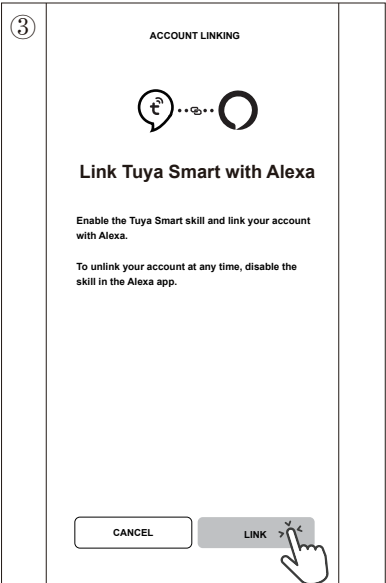 ③
ACCOUNT LINKING
Link Tuya Smart with Alexa
Enable the Tuya Smart skill and link your account
with Alexa.
To unlink your account at any time, disable the
skill in the Alexa app.
CANCEL
LINK